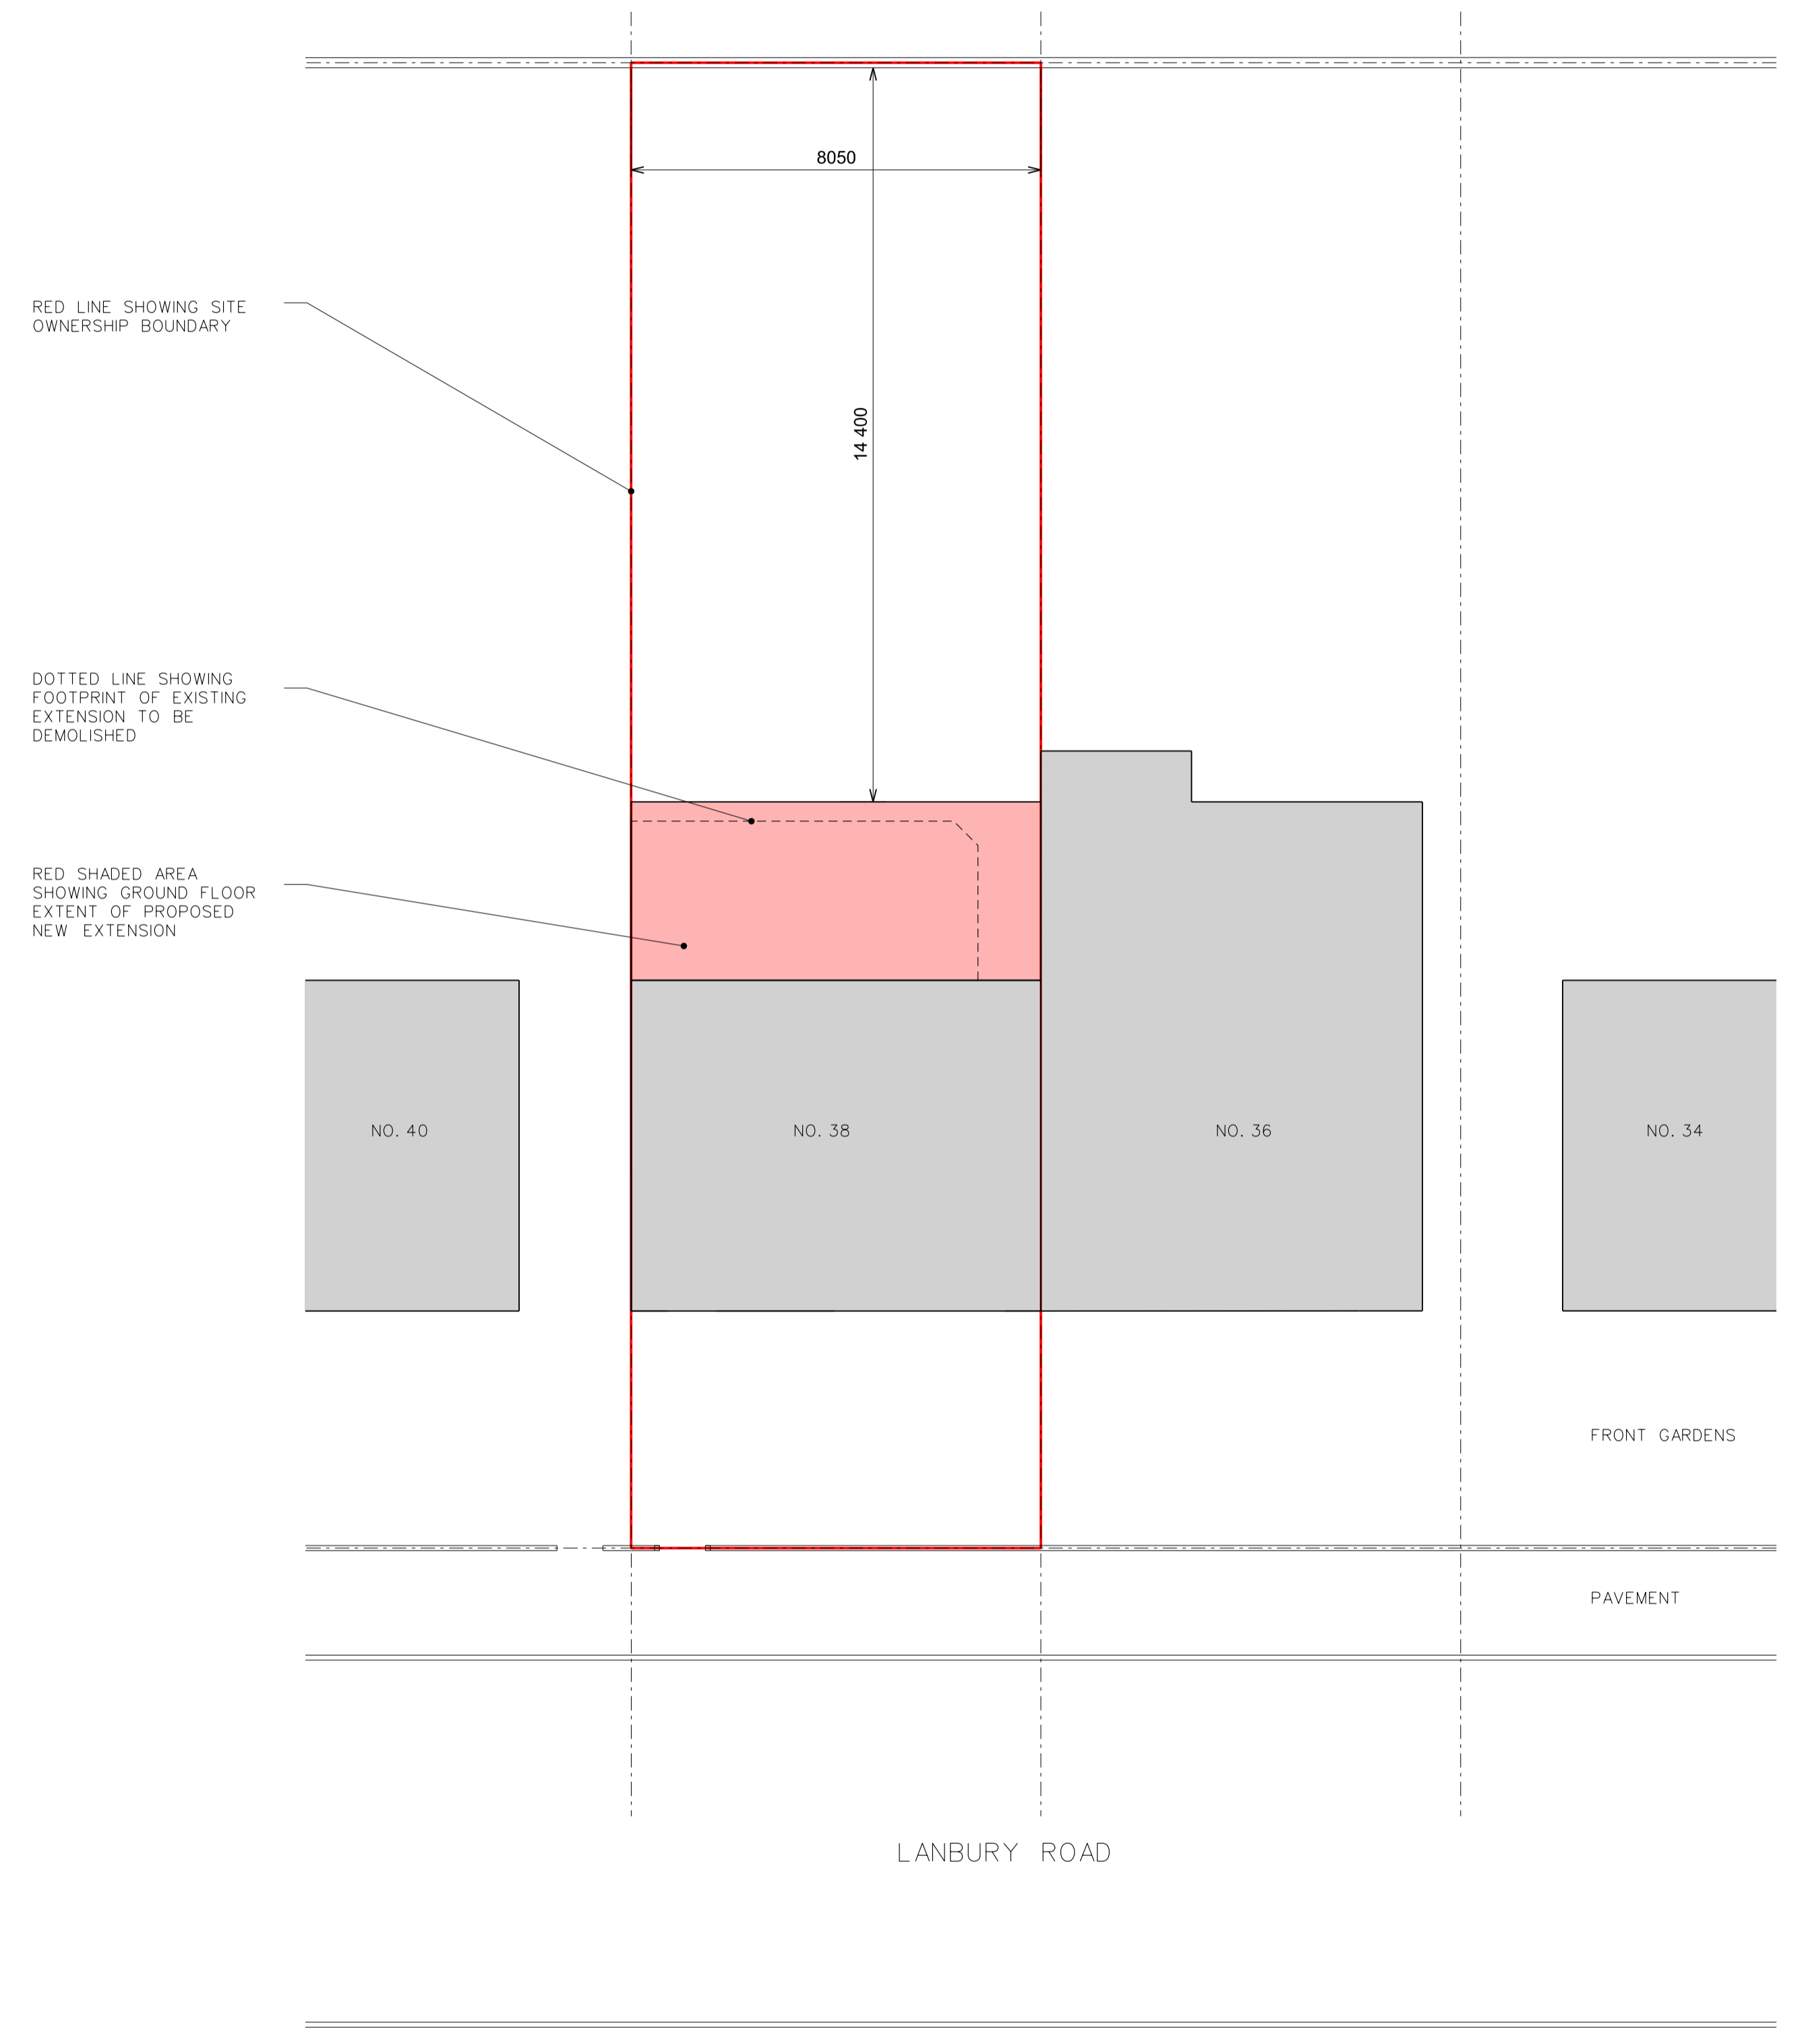 8050
RED LINE SHOWING SITE
OWNERSHIP BOUNDARY
14 400
DOTTED LINE SHOWING
FOOTPRINT OF EXISTING
EXTENSION TO BE
DEMOLISHED
RED SHADED AREA
SHOWING GROUND FLOOR
EXTENT OF PROPOSED
NEW EXTENSION
NO. 40
NO. 38
NO. 36
NO. 34
FRONT GARDENS
PAVEMENT
LANBURY ROAD